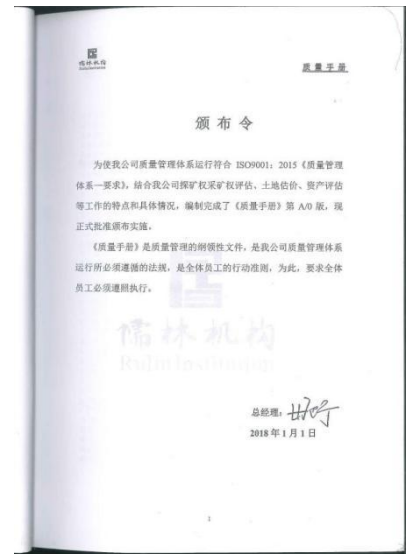 儒林机构
质量手册
颁布令
为使我公司质量管理体系运行符合 ISO9001：2015《质量管理
体系—要求》，结合我公司探矿权采矿权评估、土地估价、资产评估
等工作的特点和具体情况，编制完成了《质量手册》第 A/0 版，现
正式批准颁布实施。
《质量手册》是质量管理的纲领性文件，是我公司质量管理体系
运行所必须遵循的法规，是全体员工的行动准则，为此，要求全体
员工必须遵照执行。
儒林机构
总经理：
2018 年 1 月 1 日
1